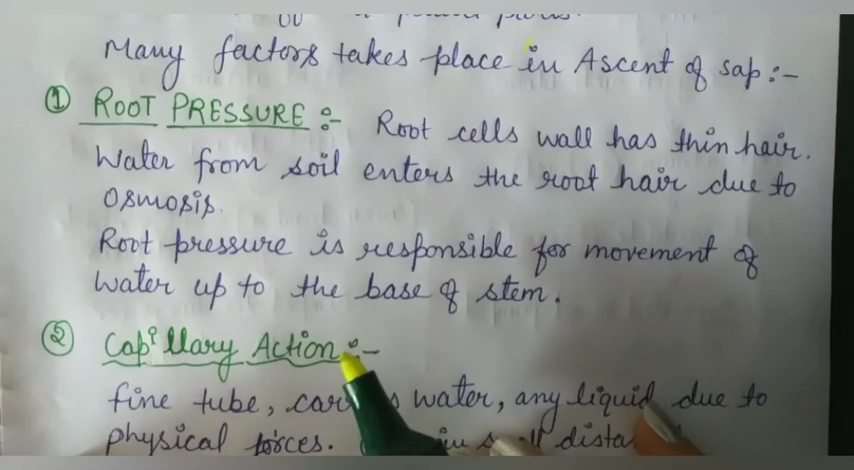 Many factors takes place in Ascent of sap :-
① ROOT PRESSURE :- Root cells wall has thin hair.
Water from soil enters the root hair due to
Osmosis.
Root pressure is responsible for movement of
water up to the base of stem.
② Capillary Action :-
fine tube, water, any liquid due to
physical forces. in